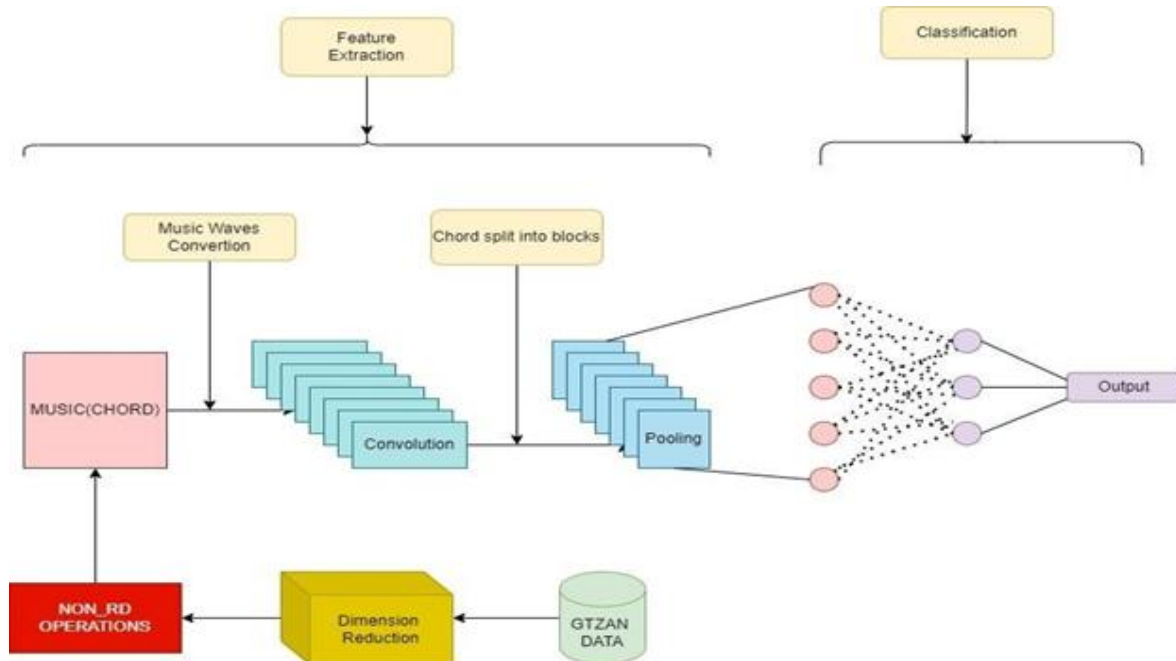 Feature
Extraction
Classification
Music Waves
Convertion
Chord split into blocks
MUSIC(CHORD)
Convolution
Pooling
Output
NON_RD
OPERATIONS
Dimension
Reduction
GTZAN
DATA